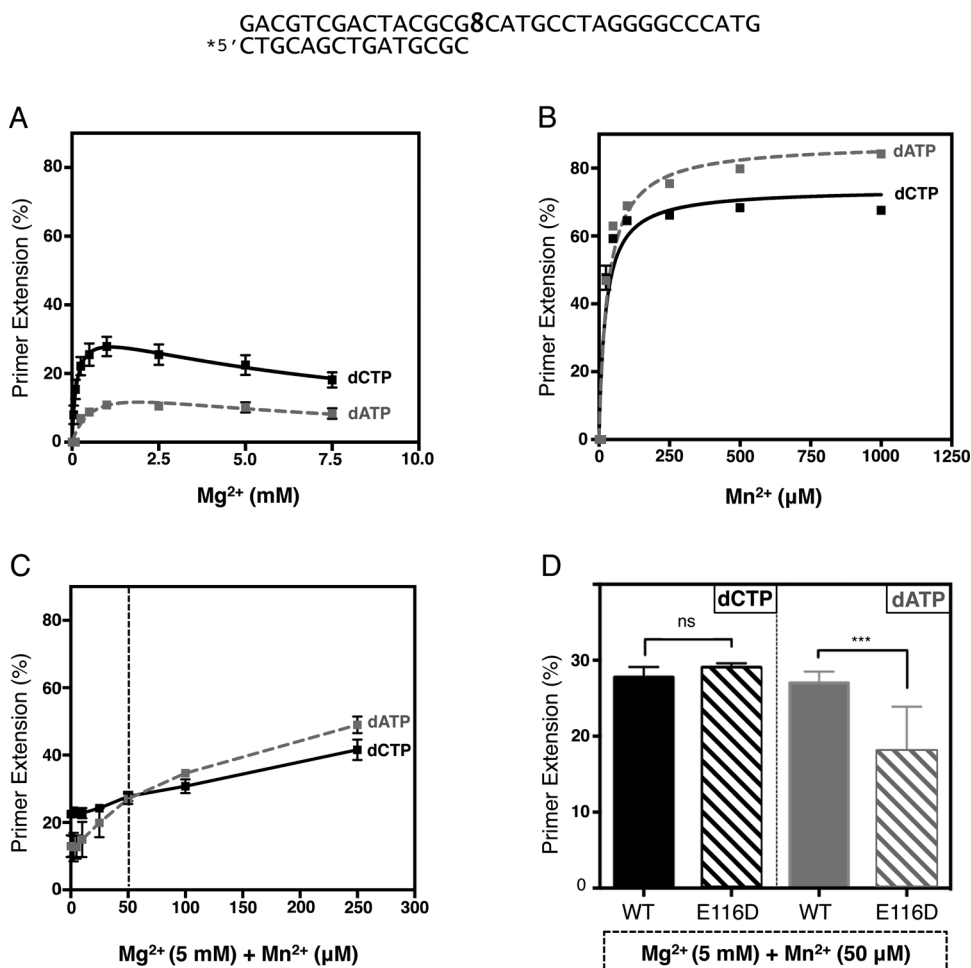 GACGTCGACTACGCG8CATGCCTAGGGGCCCATG
*5'CTGCAGCTGATGCGC
A
Primer Extension (%)
80
60
40
20
0
dCTP
dATP
0.0 2.5 5.0 7.5 10.0
Mg²⁺ (mM)
B
Primer Extension (%)
80
60
40
20
0
dATP
dCTP
0 250 500 750 1000 1250
Mn²⁺ (µM)
C
Primer Extension (%)
80
60
40
20
0
dATP
dCTP
0 50 100 150 200 250 300
Mg²⁺ (5 mM) + Mn²⁺ (µM)
D
Primer Extension (%)
30
20
10
0
dCTP
dATP
ns
***
WT E116D WT E116D
Mg²⁺ (5 mM) + Mn²⁺ (50 µM)